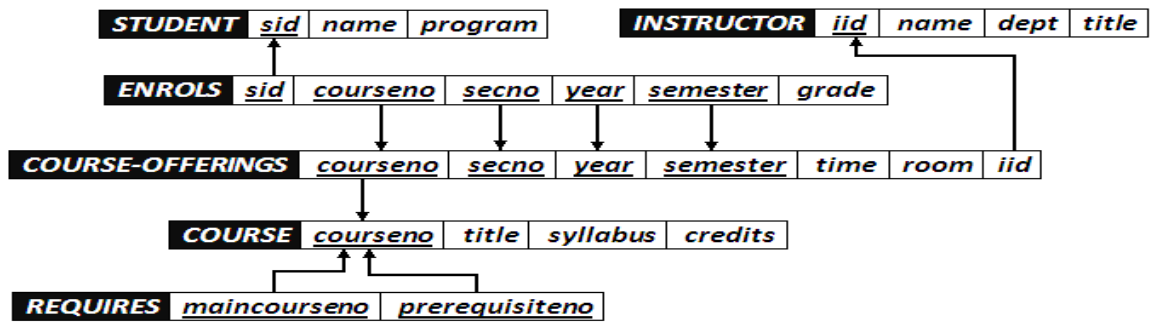 STUDENT sid name program INSTRUCTOR iid name dept title
ENROLS sid courseno secno year semester grade
COURSE-OFFERINGS courseno secno year semester time room iid
COURSE courseno title syllabus credits
REQUIRES maincourseno prerequisiteno